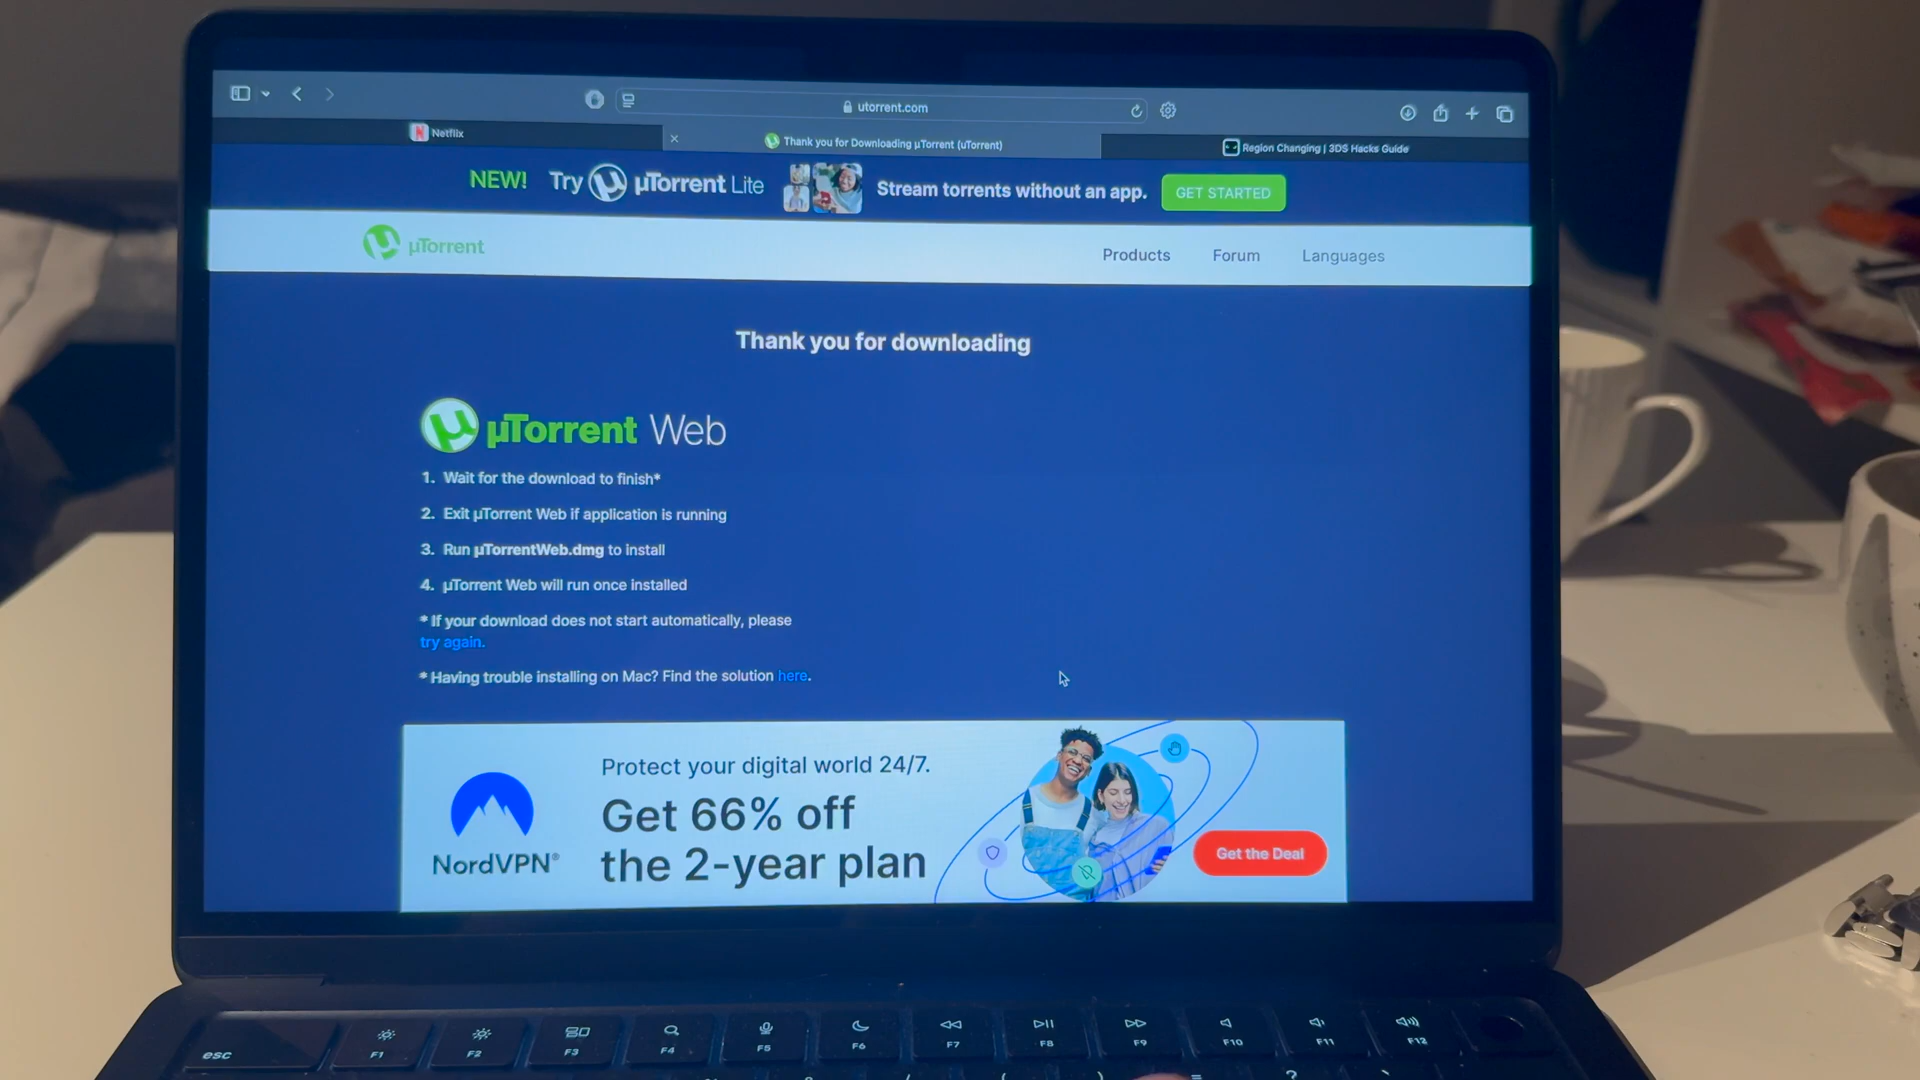 utorrent.com
Netflix
Thank you for Downloading µTorrent (uTorrent)
Region Changing | 3DS Hacks Guide
NEW! Try µTorrent Lite Stream torrents without an app. GET STARTED
µTorrent
Products Forum Languages
Thank you for downloading
µTorrent Web
1. Wait for the download to finish*
2. Exit µTorrent Web if application is running
3. Run µTorrentWeb.dmg to install
4. µTorrent Web will run once installed
* If your download does not start automatically, please
try again.
* Having trouble installing on Mac? Find the solution here.
NordVPN®
Protect your digital world 24/7.
Get 66% off
the 2-year plan
Get the Deal
esc F1 F2 F3 F4 F5 F6 F7 F8 F9 F10 F11 F12